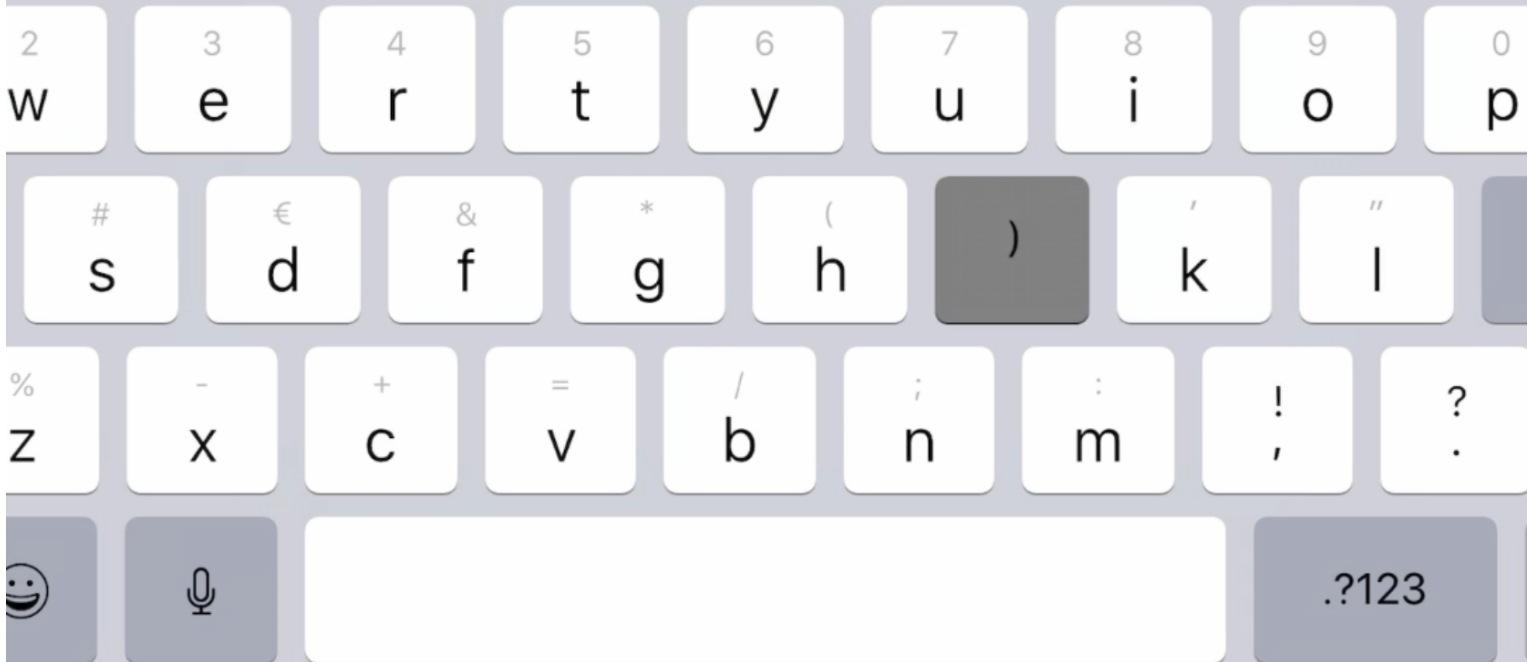 2 3 4 5 6 7 8 9 0
w e r t y u i o p
# € & * ( ) ' "
s d f g h k l
% - + = / ; : ! ?
z x c v b n m , .
.?123